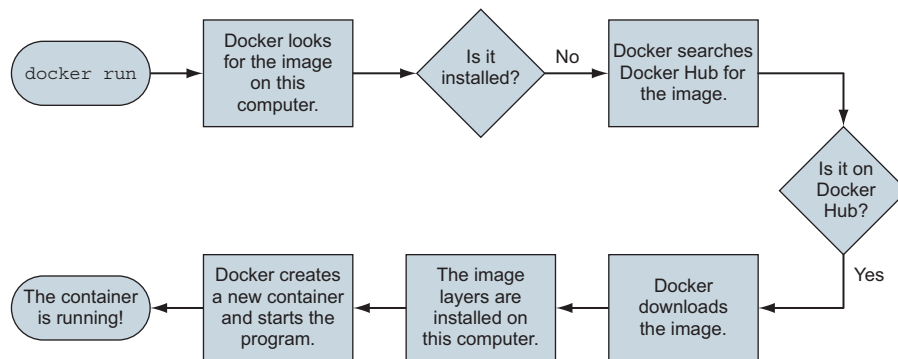 docker run
Docker looks
for the image
on this
computer.
Is it
installed?
No
Docker searches
Docker Hub for
the image.
Is it on
Docker
Hub?
Yes
Docker
downloads
the image.
The image
layers are
installed on
this computer.
Docker creates
a new container
and starts the
program.
The container
is running!